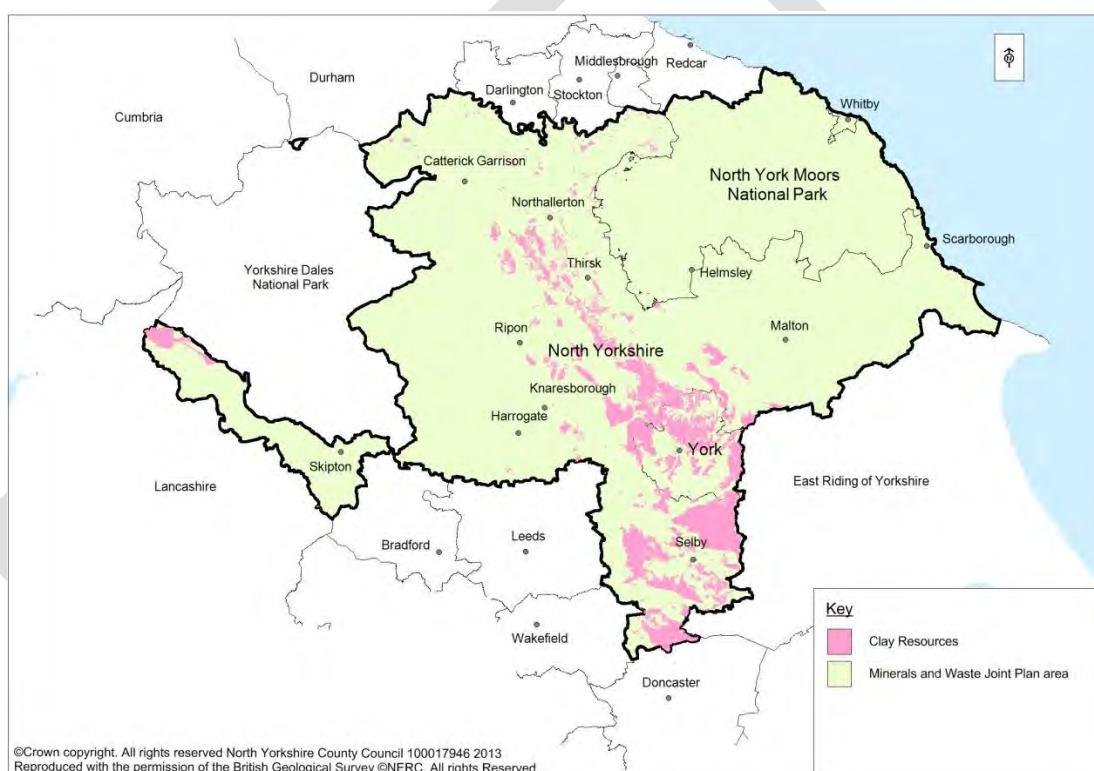 Durham
Middlesbrough
Redcar
Darlington
Stockton
Cumbria
Whitby
Catterick Garrison
North York Moors
National Park
Northallerton
Scarborough
Yorkshire Dales
National Park
Thirsk
Helmsley
Ripon
North Yorkshire
Malton
Knaresborough
Harrogate
York
Skipton
Lancashire
East Riding of Yorkshire
Bradford
Leeds
Selby
Wakefield
Doncaster
N
Key
Clay Resources
Minerals and Waste Joint Plan area
©Crown copyright. All rights reserved North Yorkshire County Council 100017946 2013
Reproduced with the permission of the British Geological Survey ©NERC. All rights Reserved